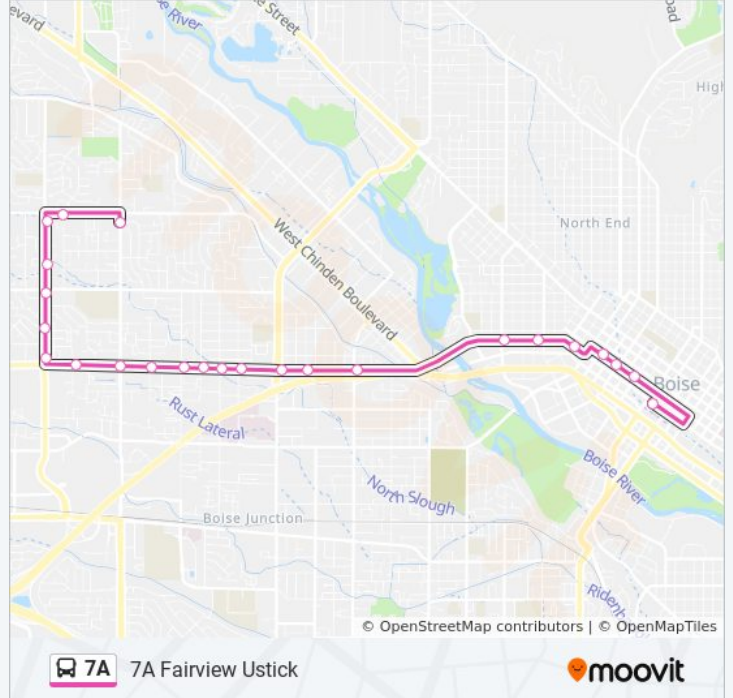 evard
se River
e Street
oad
High
North End
West Chinden Boulevard
Boise
Rust Lateral
North Slough
Boise River
Boise Junction
Ridenb
© OpenStreetMap contributors | © OpenMapTiles
7A 7A Fairview Ustick moovit